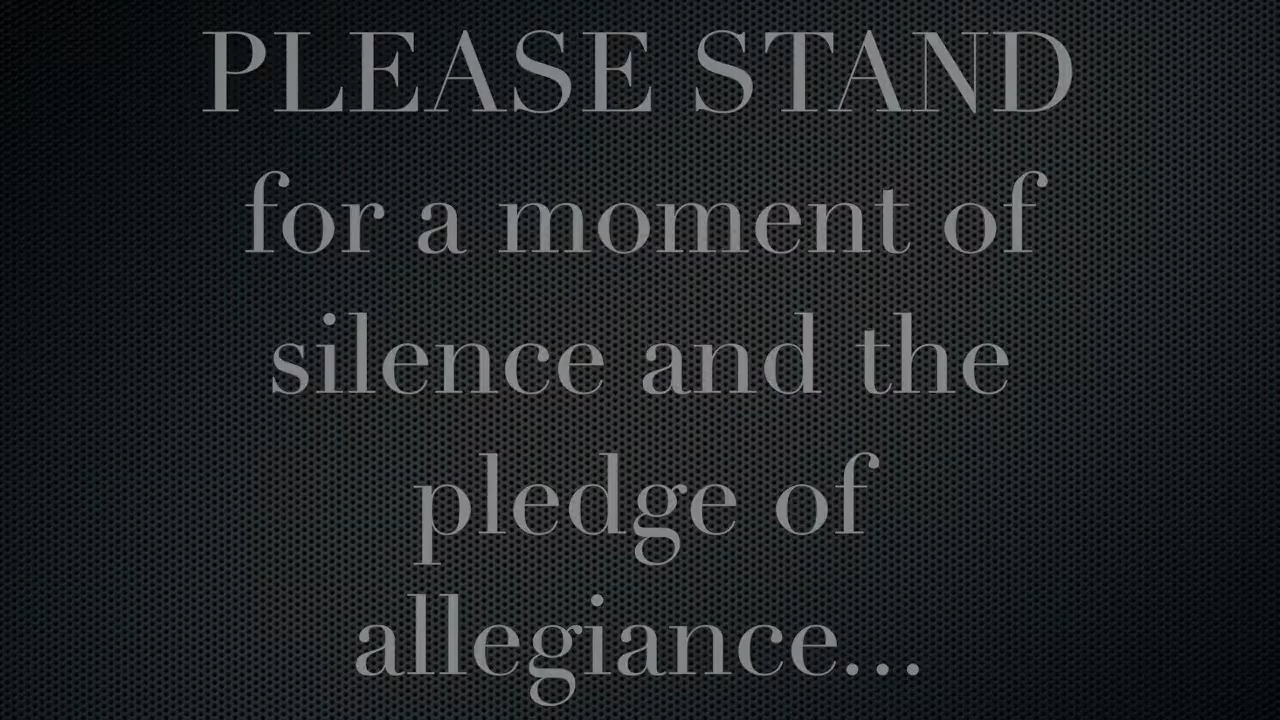 PLEASE STAND
for a moment of
silence and the
pledge of
allegiance...